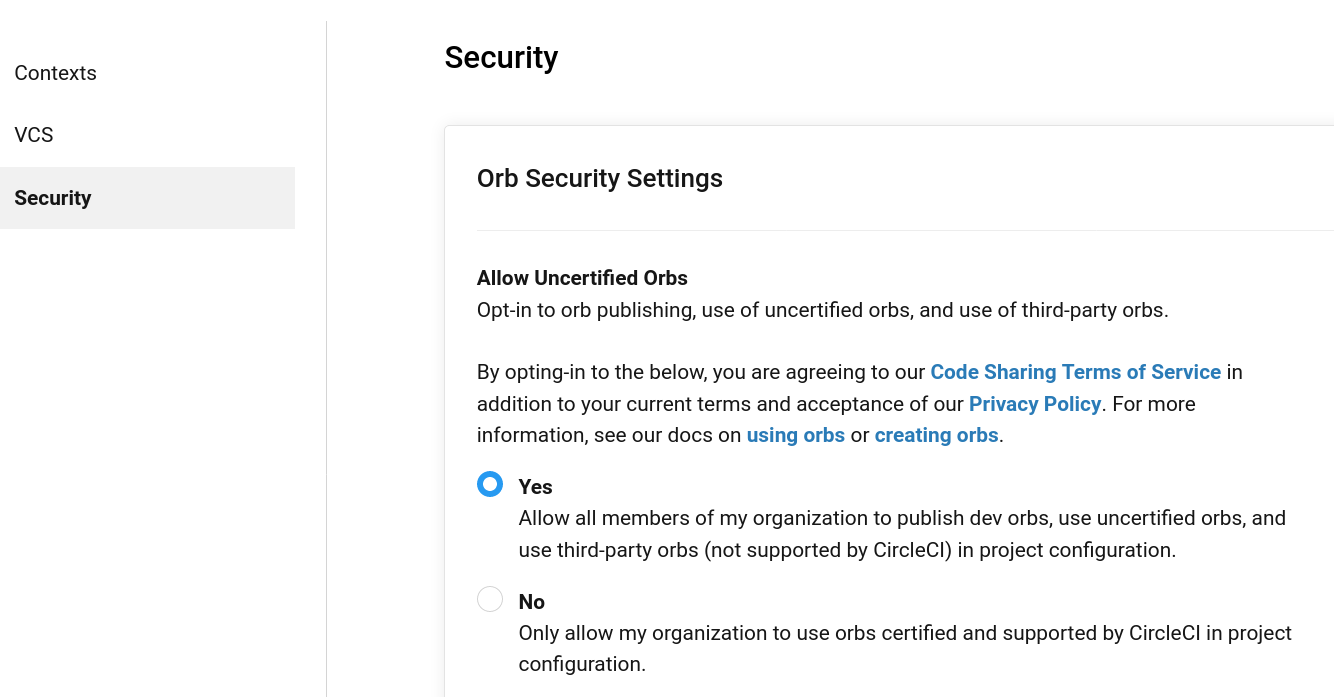 Contexts
VCS
Security
Security
Orb Security Settings
Allow Uncertified Orbs
Opt-in to orb publishing, use of uncertified orbs, and use of third-party orbs.
By opting-in to the below, you are agreeing to our Code Sharing Terms of Service in
addition to your current terms and acceptance of our Privacy Policy. For more
information, see our docs on using orbs or creating orbs.
Yes
Allow all members of my organization to publish dev orbs, use uncertified orbs, and
use third-party orbs (not supported by CircleCI) in project configuration.
No
Only allow my organization to use orbs certified and supported by CircleCI in project
configuration.